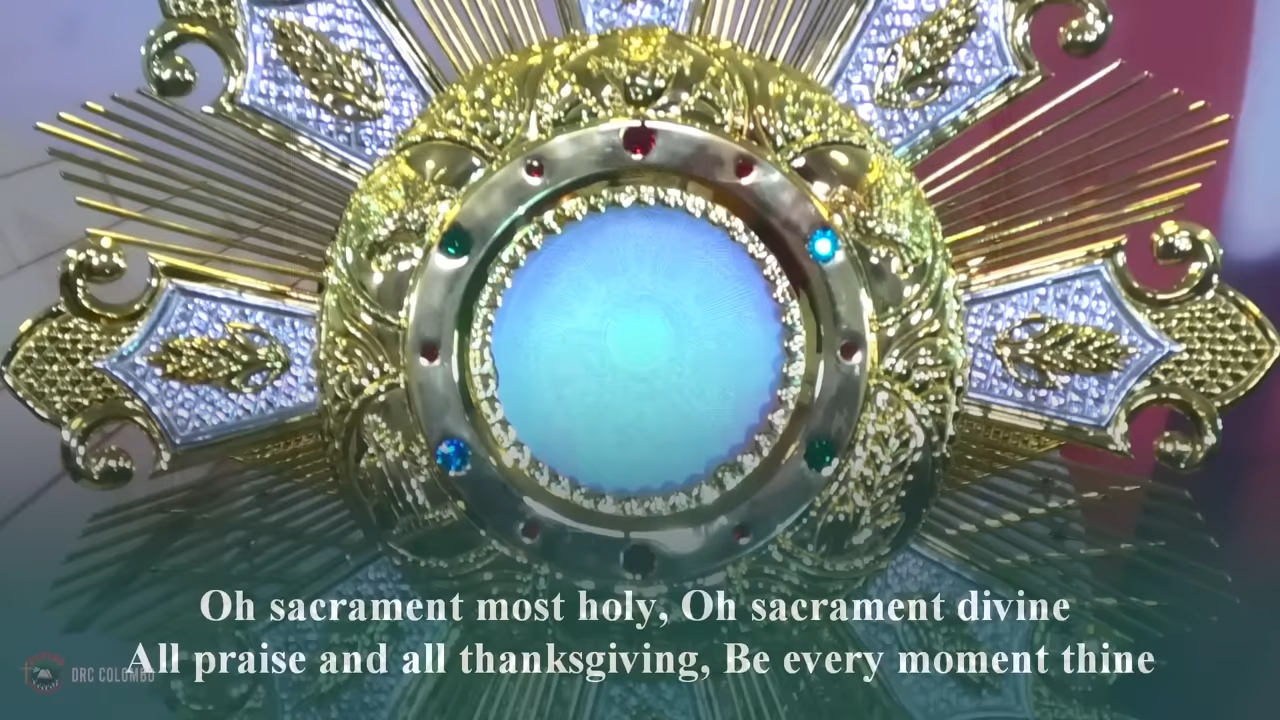 Oh sacrament most holy, Oh sacrament divine
All praise and all thanksgiving, Be every moment thine
DRC COLOMBO